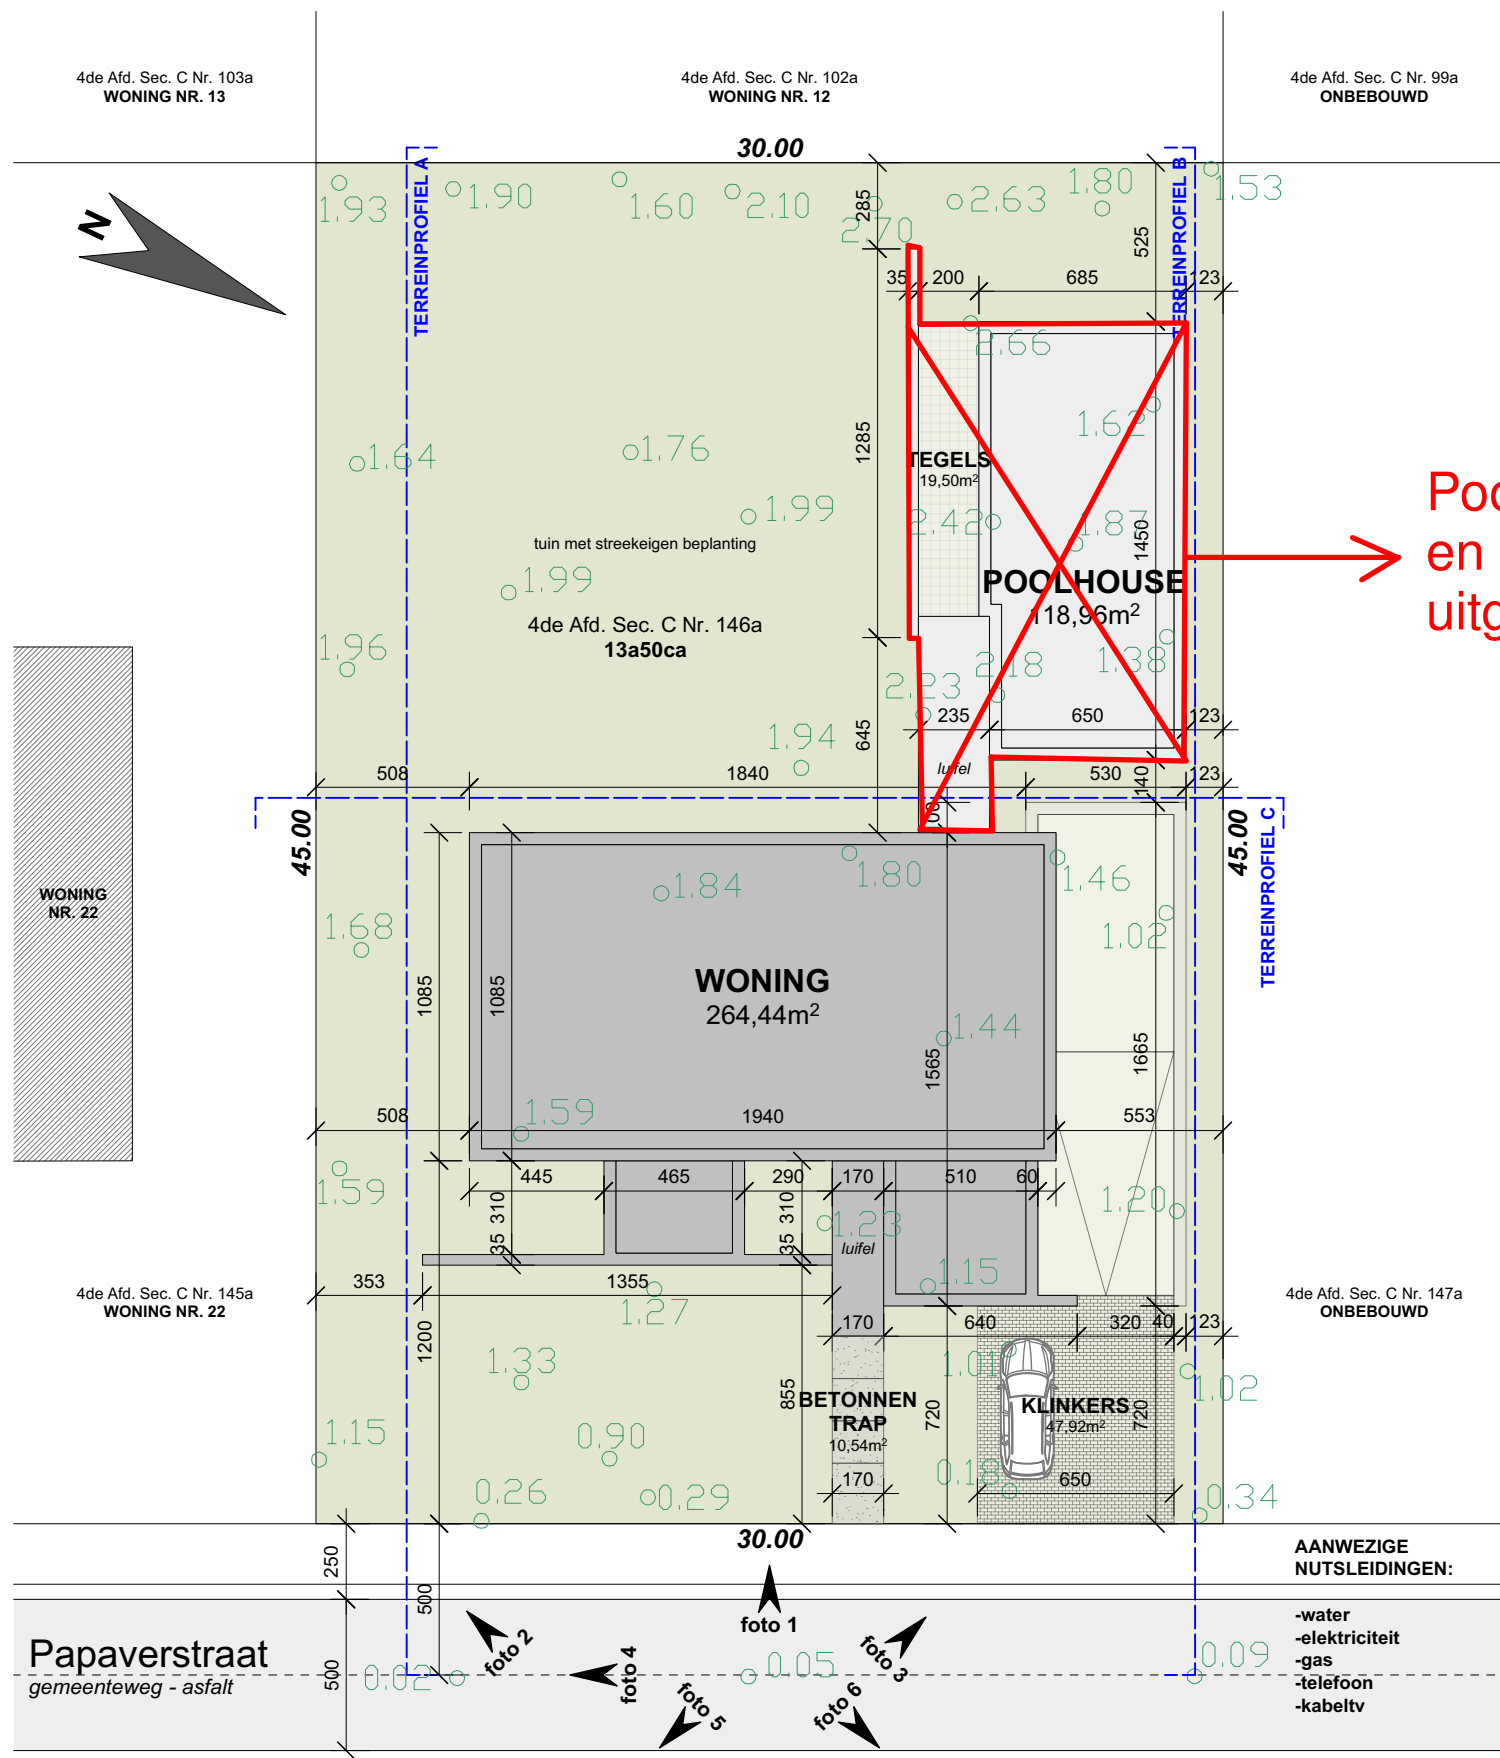 4de Afd. Sec. C Nr. 103a
WONING NR. 13
4de Afd. Sec. C Nr. 102a
WONING NR. 12
4de Afd. Sec. C Nr. 99a
ONBEBOUWD
30.00
N
TERREINPROFIEL A
TERREINPROFIEL B
1.93
1.90
1.60
2.10
2.70
2.63
1.80
1.53
285
525
35
200
685
123
2.66
1.62
1.64
1.76
1285
TEGELS
19,50m²
1.99
2.42
1.87
1450
tuin met streekeigen beplanting
1.99
POOLHOUSE
118,96m²
4de Afd. Sec. C Nr. 146a
13a50ca
1.96
2.23
2.18
1.38
645
235
650
123
1.94
luifel
508
1840
530
140
123
45.00
45.00
TERREINPROFIEL C
WONING
NR. 22
1.84
1.80
1.46
1.68
1.02
1085
1085
WONING
264,44m²
1.44
1565
1665
1.59
508
1940
553
445
465
290
170
510
60
1.59
310
310
1.20
1.23
35
35
luifel
4de Afd. Sec. C Nr. 145a
WONING NR. 22
353
1355
1.27
1.15
4de Afd. Sec. C Nr. 147a
ONBEBOUWD
170
640
320
40
123
1200
1.33
1.01
1.02
855
BETONNEN
TRAP
10,54m²
720
KLINKERS
47,92m²
720
1.15
0.90
0.26
0.29
170
0.18
650
0.34
30.00
250
500
AANWEZIGE
NUTSLEIDINGEN:
-water
-elektriciteit
-gas
-telefoon
-kabeltv
Papaverstraat
gemeenteweg - asfalt
500
0.02
foto 2
foto 4
foto 1
0.05
foto 3
foto 5
foto 6
0.09
en